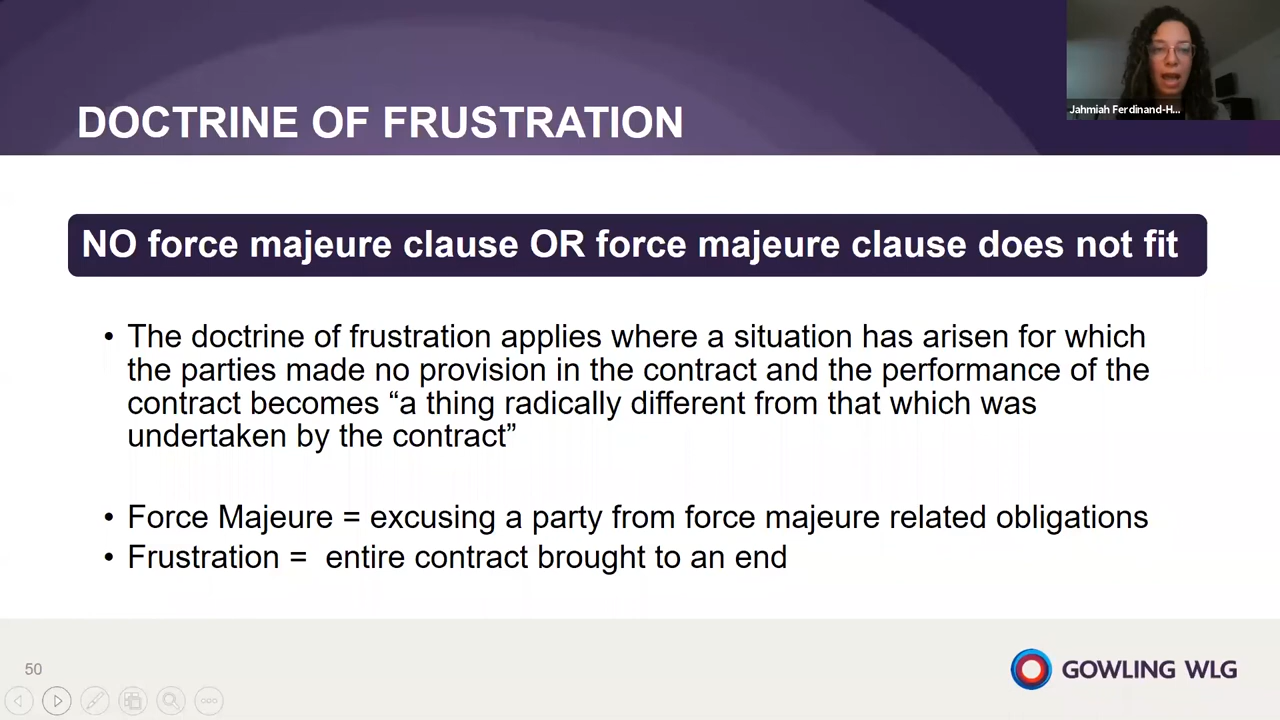 Jahmiah Ferdinand-H...
DOCTRINE OF FRUSTRATION
NO force majeure clause OR force majeure clause does not fit
• The doctrine of frustration applies where a situation has arisen for which
the parties made no provision in the contract and the performance of the
contract becomes “a thing radically different from that which was
undertaken by the contract”
• Force Majeure = excusing a party from force majeure related obligations
• Frustration =  entire contract brought to an end
50
GOWLING WLG